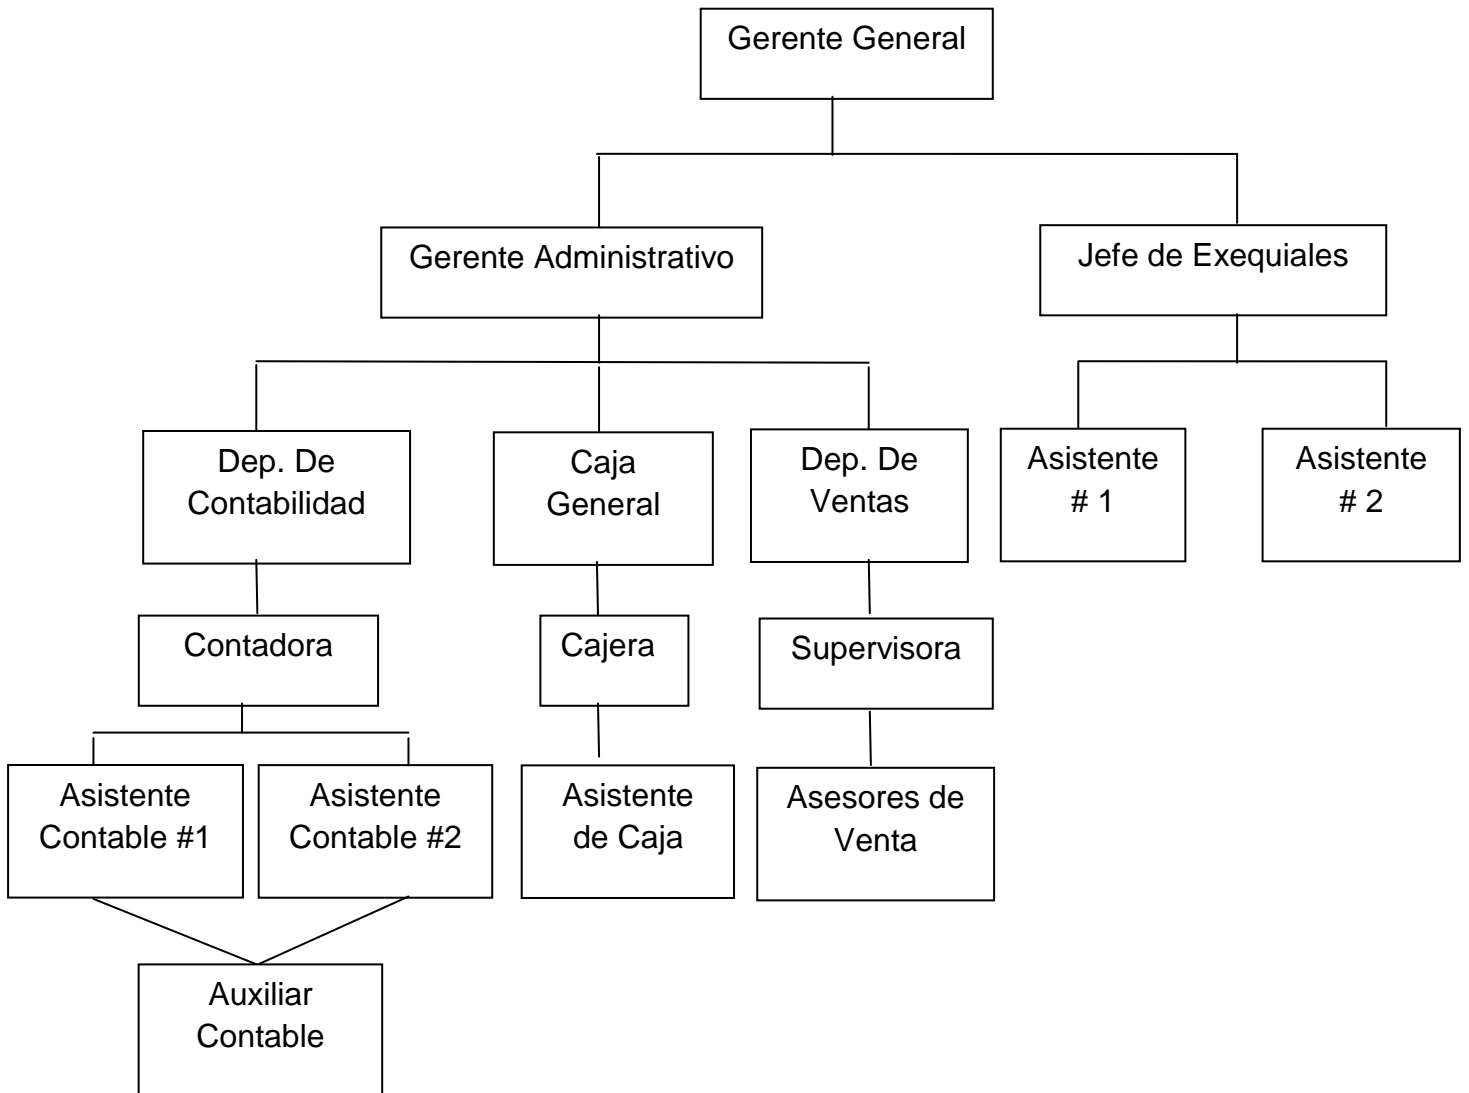 Gerente General
Gerente Administrativo
Jefe de Exequiales
Dep. De
Contabilidad
Caja
General
Dep. De
Ventas
Asistente
# 1
Asistente
# 2
Contadora
Cajera
Supervisora
Asistente
Contable #1
Asistente
Contable #2
Asistente
de Caja
Asesores de
Venta
Auxiliar
Contable